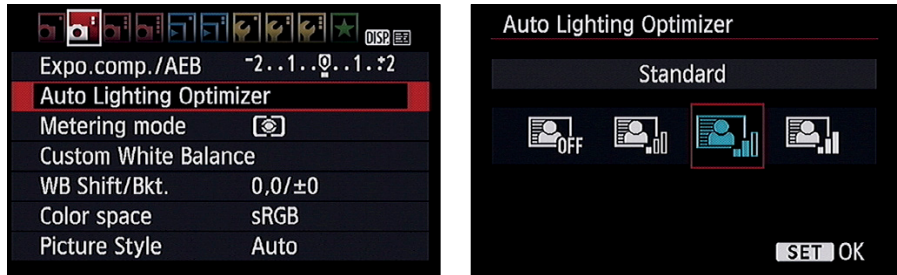 DISP.
Expo.comp./AEB -2..1..0..1.:2
Auto Lighting Optimizer
Metering mode
Custom White Balance
WB Shift/Bkt. 0,0/±0
Color space sRGB
Picture Style Auto
Auto Lighting Optimizer
Standard
OFF
SET OK